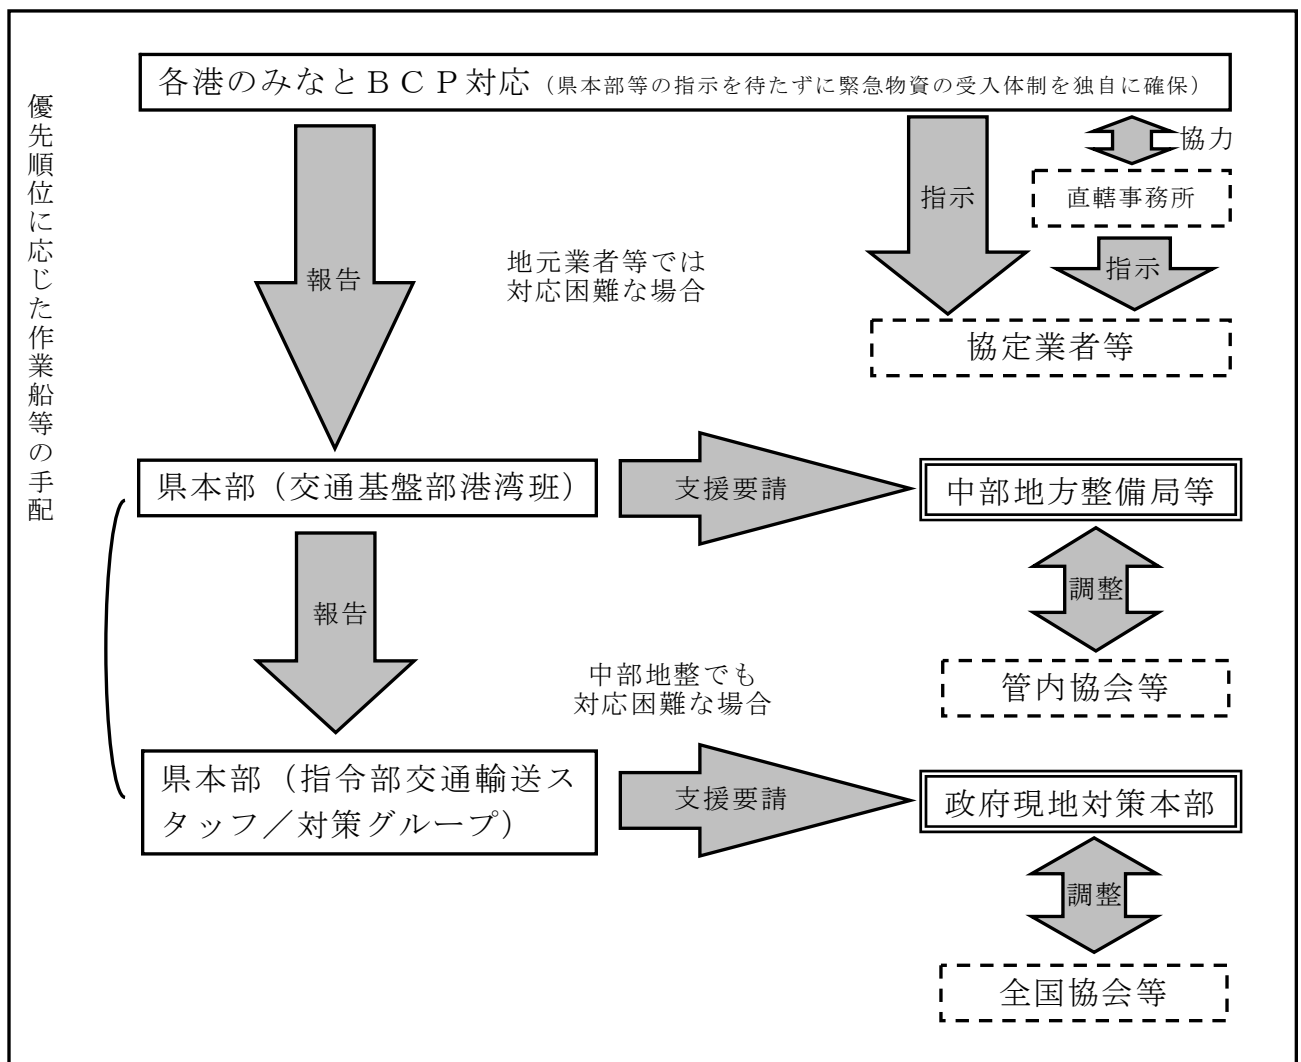 優先順位に応じた作業船等の手配
各港のみなとＢＣＰ対応（県本部等の指示を待たずに緊急物資の受入体制を独自に確保）
協力
直轄事務所
指示
指示
協定業者等
報告
地元業者等では
対応困難な場合
県本部（交通基盤部港湾班）
支援要請
中部地方整備局等
調整
管内協会等
報告
中部地整でも
対応困難な場合
県本部（指令部交通輸送ス
タッフ／対策グループ）
支援要請
政府現地対策本部
調整
全国協会等